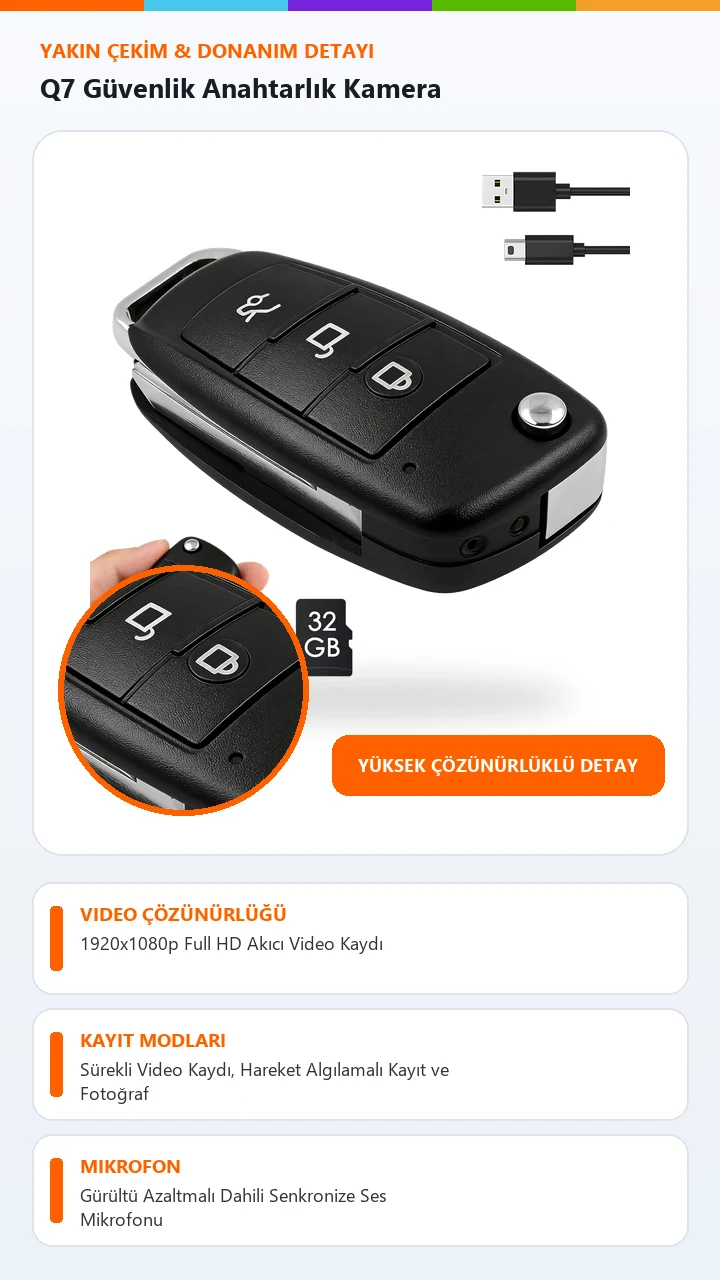 YAKIN ÇEKİM & DONANIM DETAYI
Q7 Güvenlik Anahtarlık Kamera
32
GB
YÜKSEK ÇÖZÜNÜRLÜKLÜ DETAY
VIDEO ÇÖZÜNÜRLÜĞÜ
1920x1080p Full HD Akıcı Video Kaydı
KAYIT MODLARI
Sürekli Video Kaydı, Hareket Algılamalı Kayıt ve
Fotoğraf
MIKROFON
Gürültü Azaltmalı Dahili Senkronize Ses
Mikrofonu